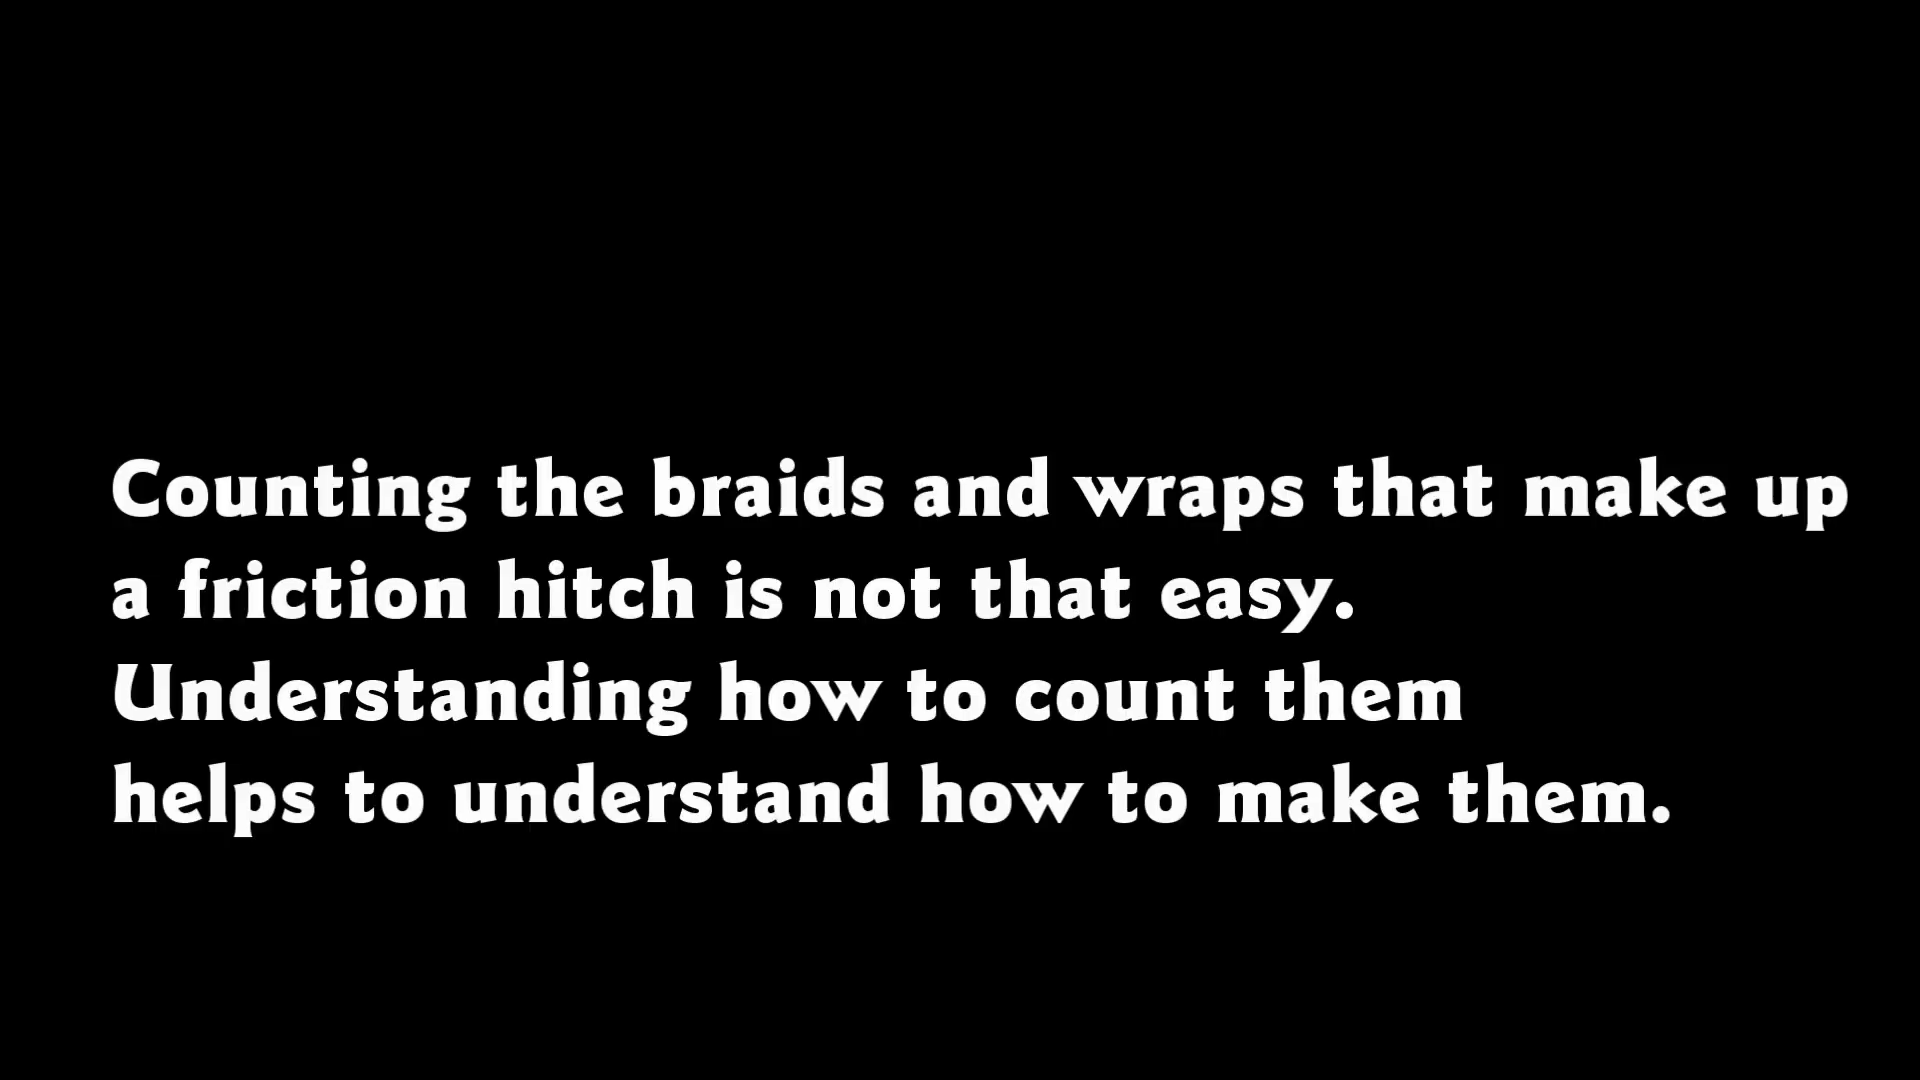 Counting the braids and wraps that make up
a friction hitch is not that easy.
Understanding how to count them
helps to understand how to make them.